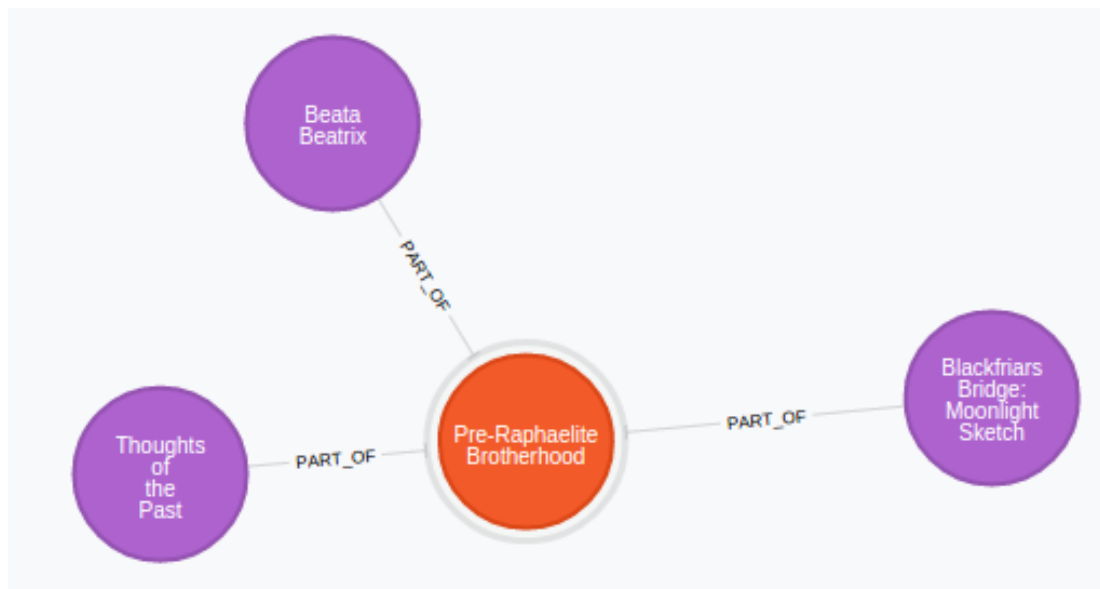 Beata
Beatrix
PART_OF
Blackfriars
Bridge:
Moonlight
Sketch
PART_OF
Pre-Raphaelite
Brotherhood
Thoughts
of
the
Past
PART_OF